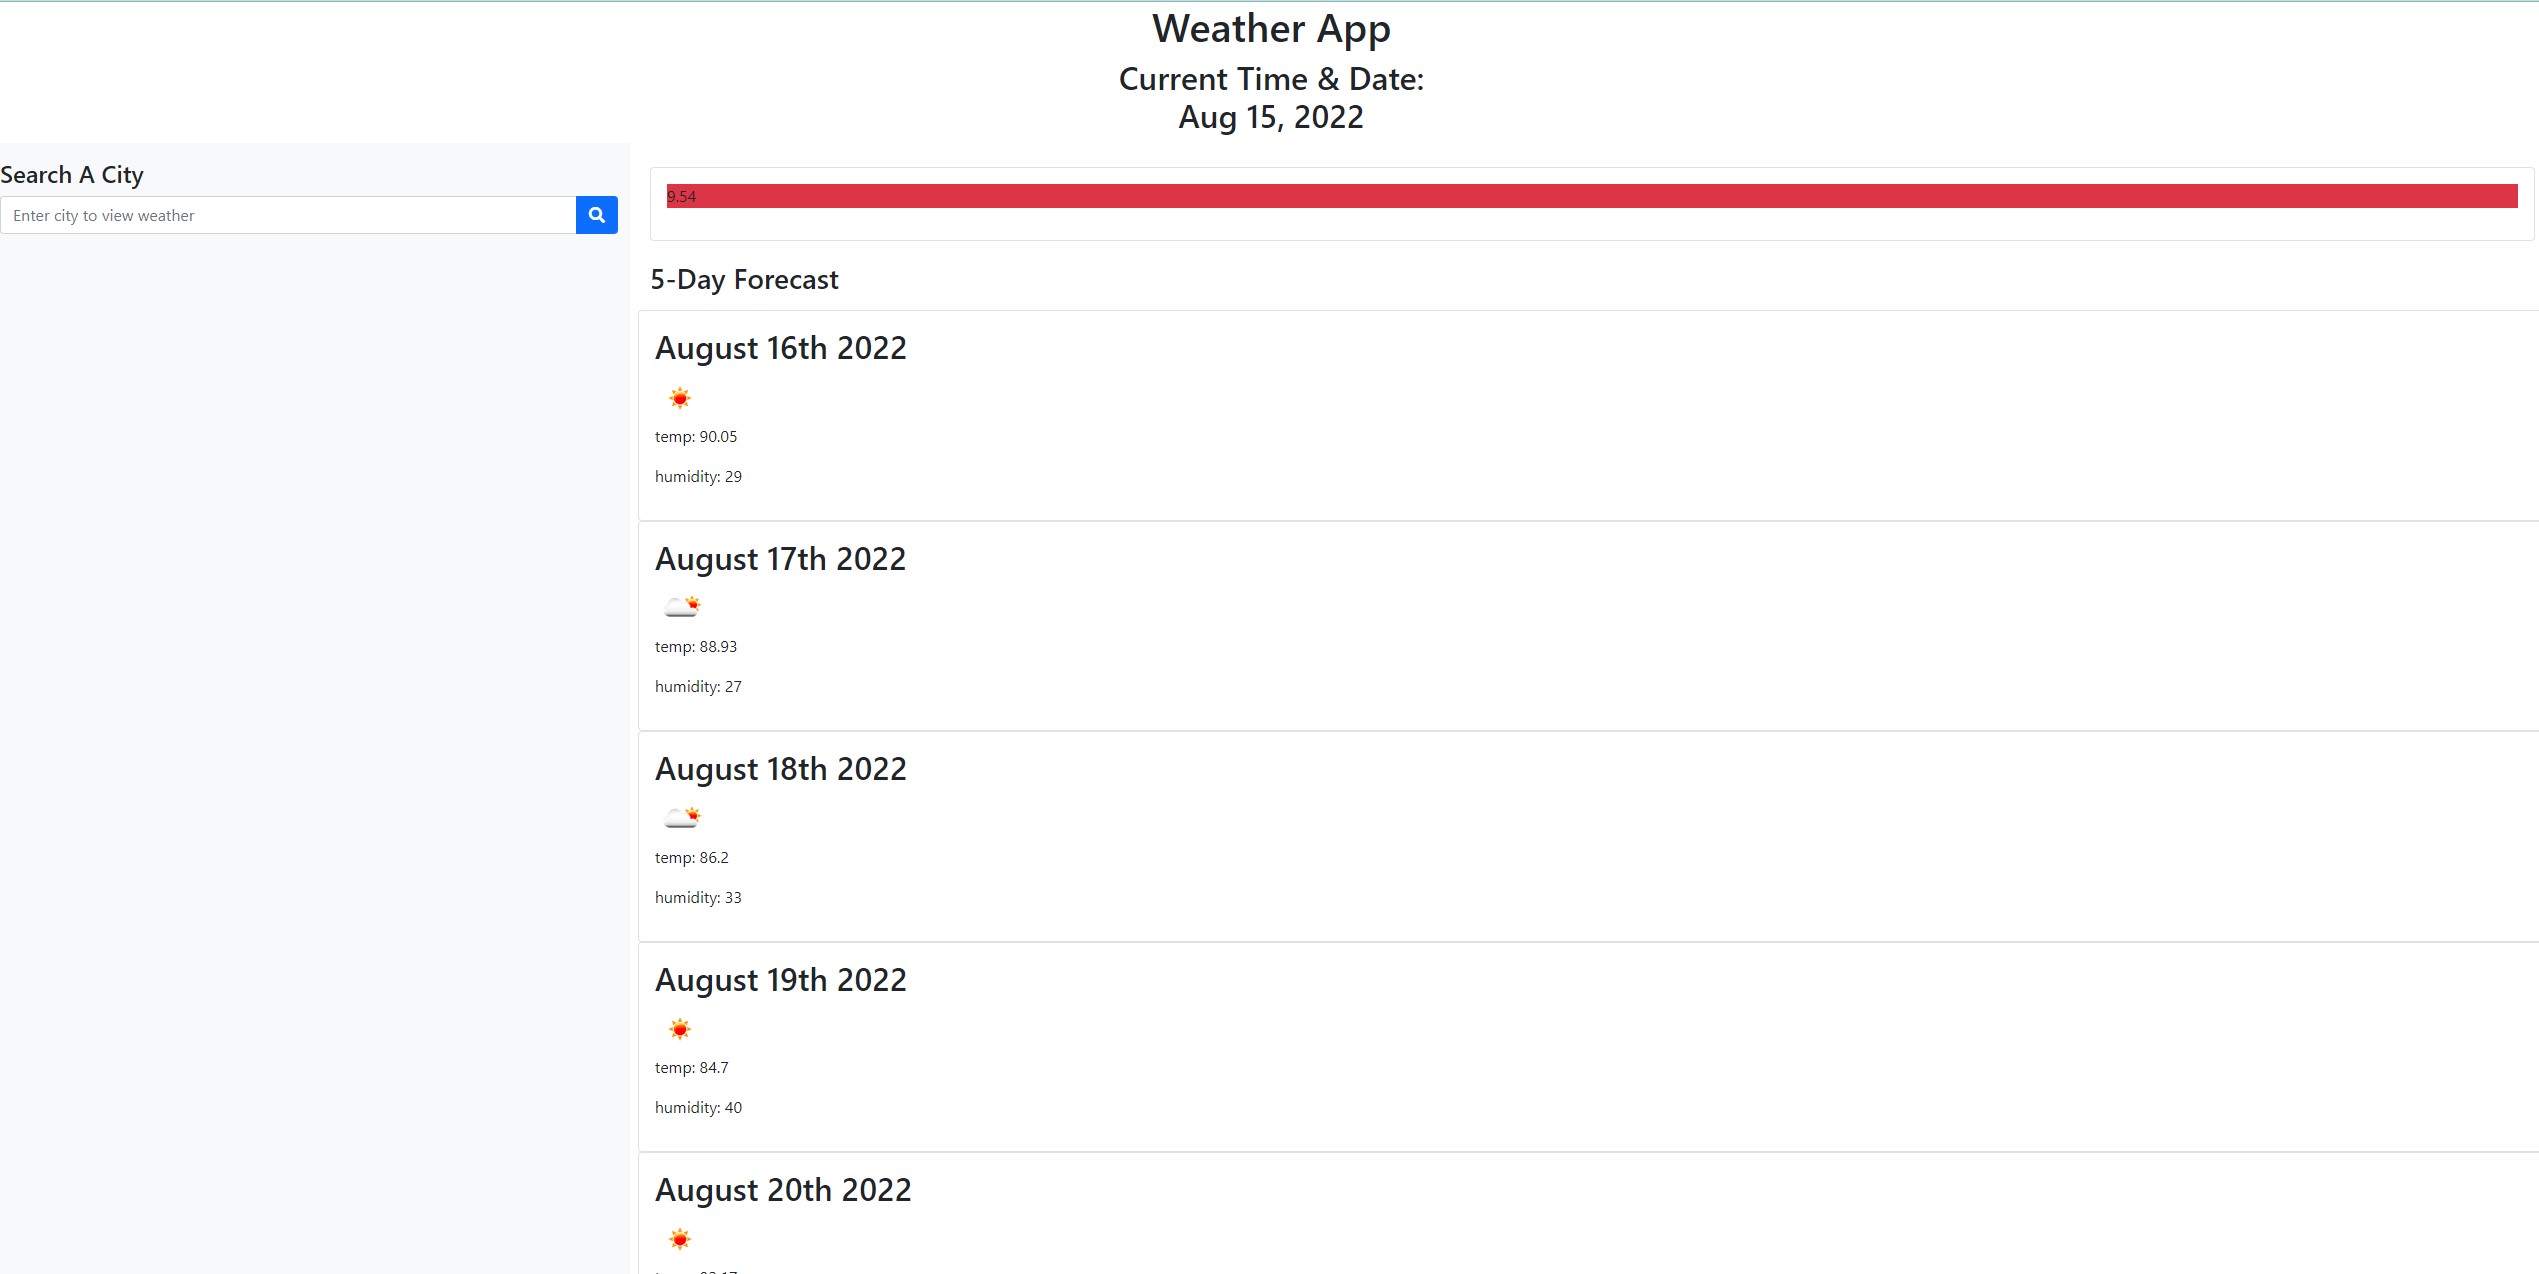 Weather App
Current Time & Date:
Aug 15, 2022
Search A City
Enter city to view weather
9.54
5-Day Forecast
August 16th 2022
temp: 90.05
humidity: 29
August 17th 2022
temp: 88.93
humidity: 27
August 18th 2022
temp: 86.2
humidity: 33
August 19th 2022
temp: 84.7
humidity: 40
August 20th 2022